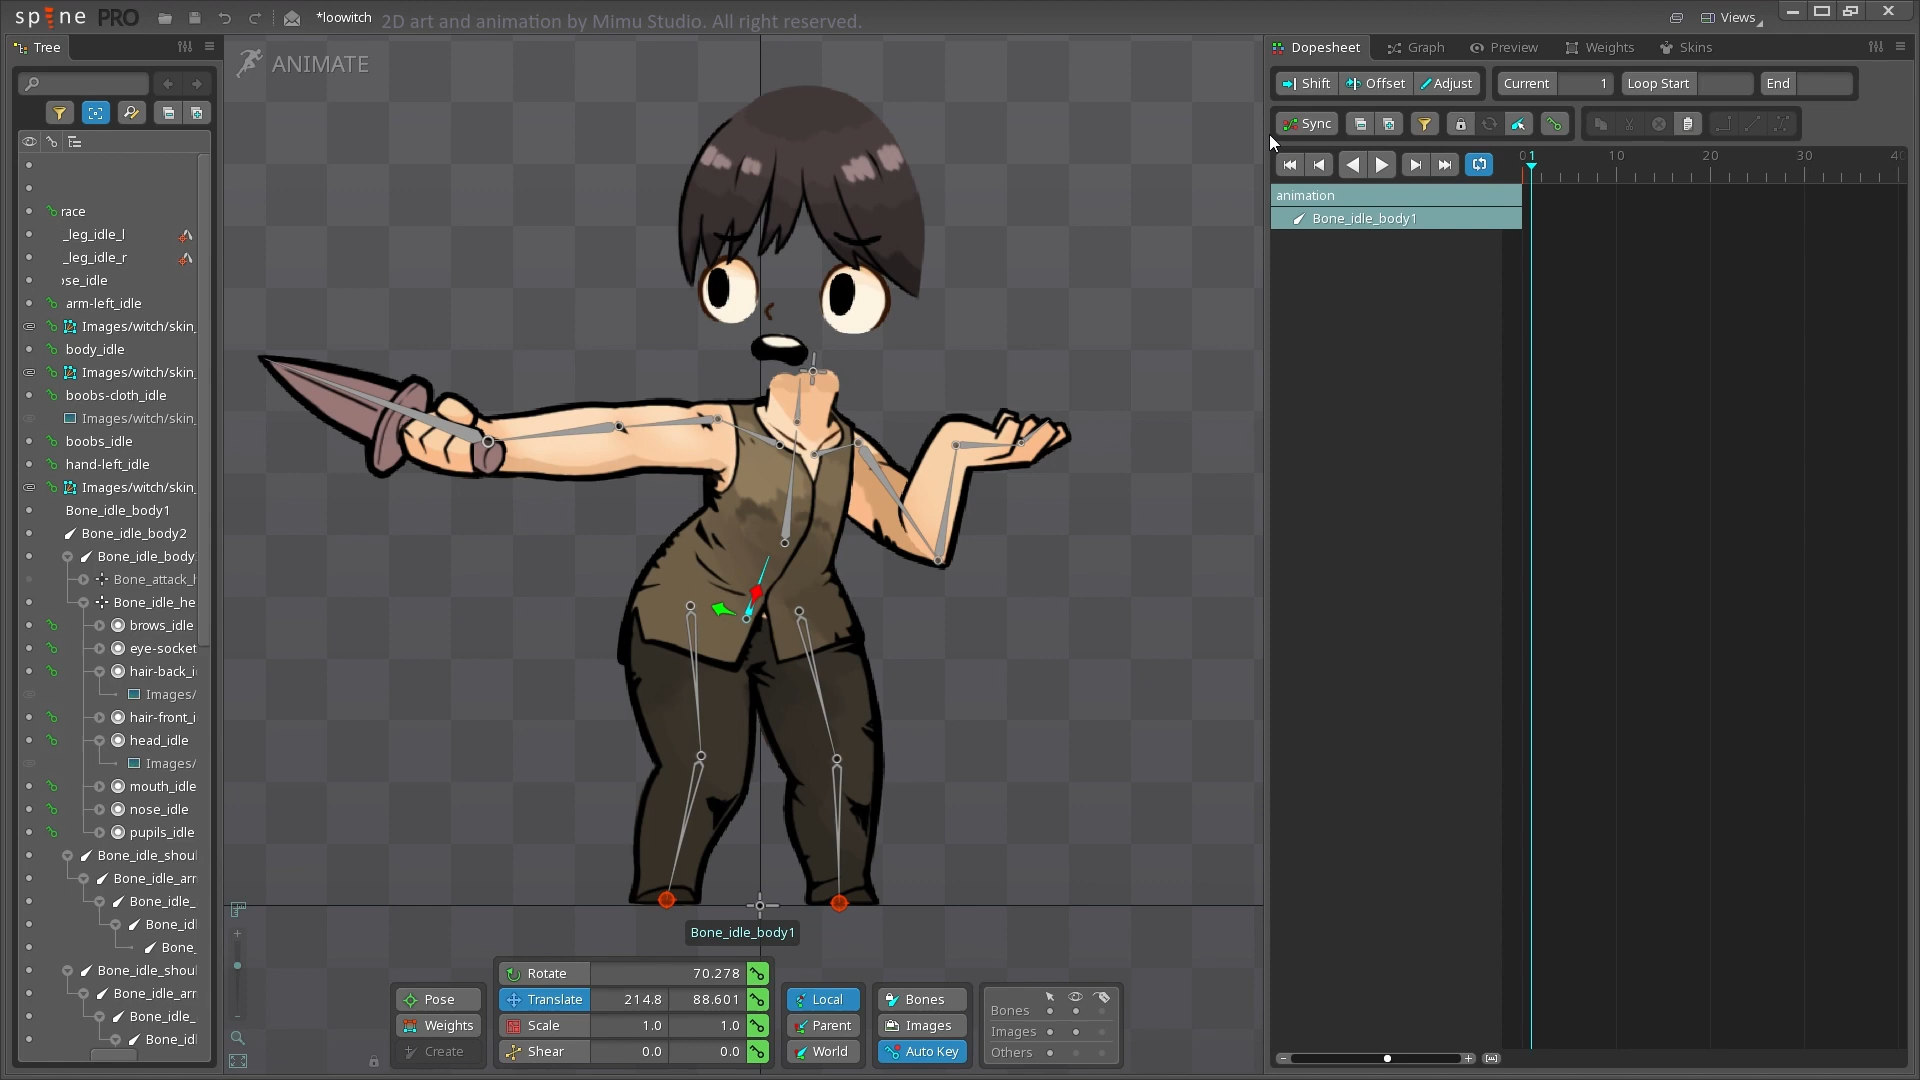 spine PRO
*loowitch
2D art and animation by Mimu Studio. All right reserved.
Views
Tree
ANIMATE
Dopesheet
Graph
Preview
Weights
Skins
Shift
Offset
Adjust
Current
1
Loop Start
End
Sync
0 1 10 20 30 40
animation
Bone_idle_body1
race
_leg_idle_l
_leg_idle_r
ose_idle
arm-left_idle
Images/witch/skin_
body_idle
Images/witch/skin_
boobs-cloth_idle
Images/witch/skin_
boobs_idle
hand-left_idle
Images/witch/skin_
Bone_idle_body1
Bone_idle_body2
Bone_idle_body
Bone_attack_h
Bone_idle_he
brows_idle
eye-socket
hair-back_i
Images/
hair-front_i
head_idle
Images/
mouth_idle
nose_idle
pupils_idle
Bone_idle_shoul
Bone_idle_arr
Bone_idle_
Bone_idl
Bone_
Bone_idle_shoul
Bone_idle_arr
Bone_idle_
Bone_idl
Bone_idle_body1
Pose
Weights
Create
Rotate 70.278
Translate 214.8 88.601
Scale 1.0 1.0
Shear 0.0 0.0
Local
Parent
World
Bones
Images
Auto Key
Bones
Images
Others